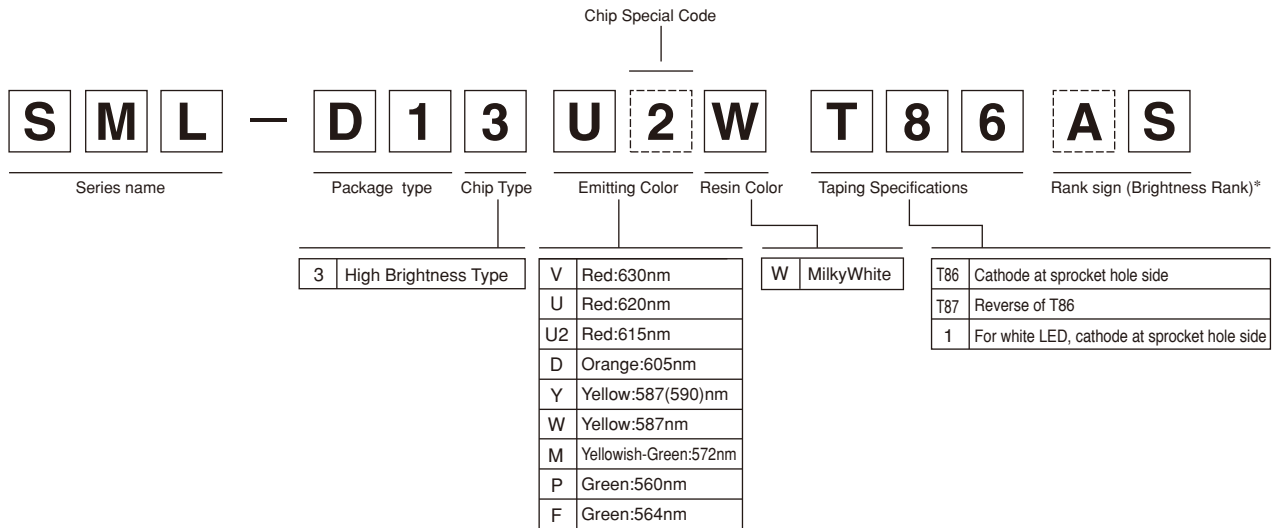 Chip Special Code
S M L — D 1 3 U 2 W T 8 6 A S
Series name Package type Chip Type Emitting Color Resin Color Taping Specifications Rank sign (Brightness Rank)*
3 High Brightness Type
V Red:630nm
U Red:620nm
U2 Red:615nm
D Orange:605nm
Y Yellow:587(590)nm
W Yellow:587nm
M Yellowish-Green:572nm
P Green:560nm
F Green:564nm
W MilkyWhite
T86 Cathode at sprocket hole side
T87 Reverse of T86
1 For white LED, cathode at sprocket hole side